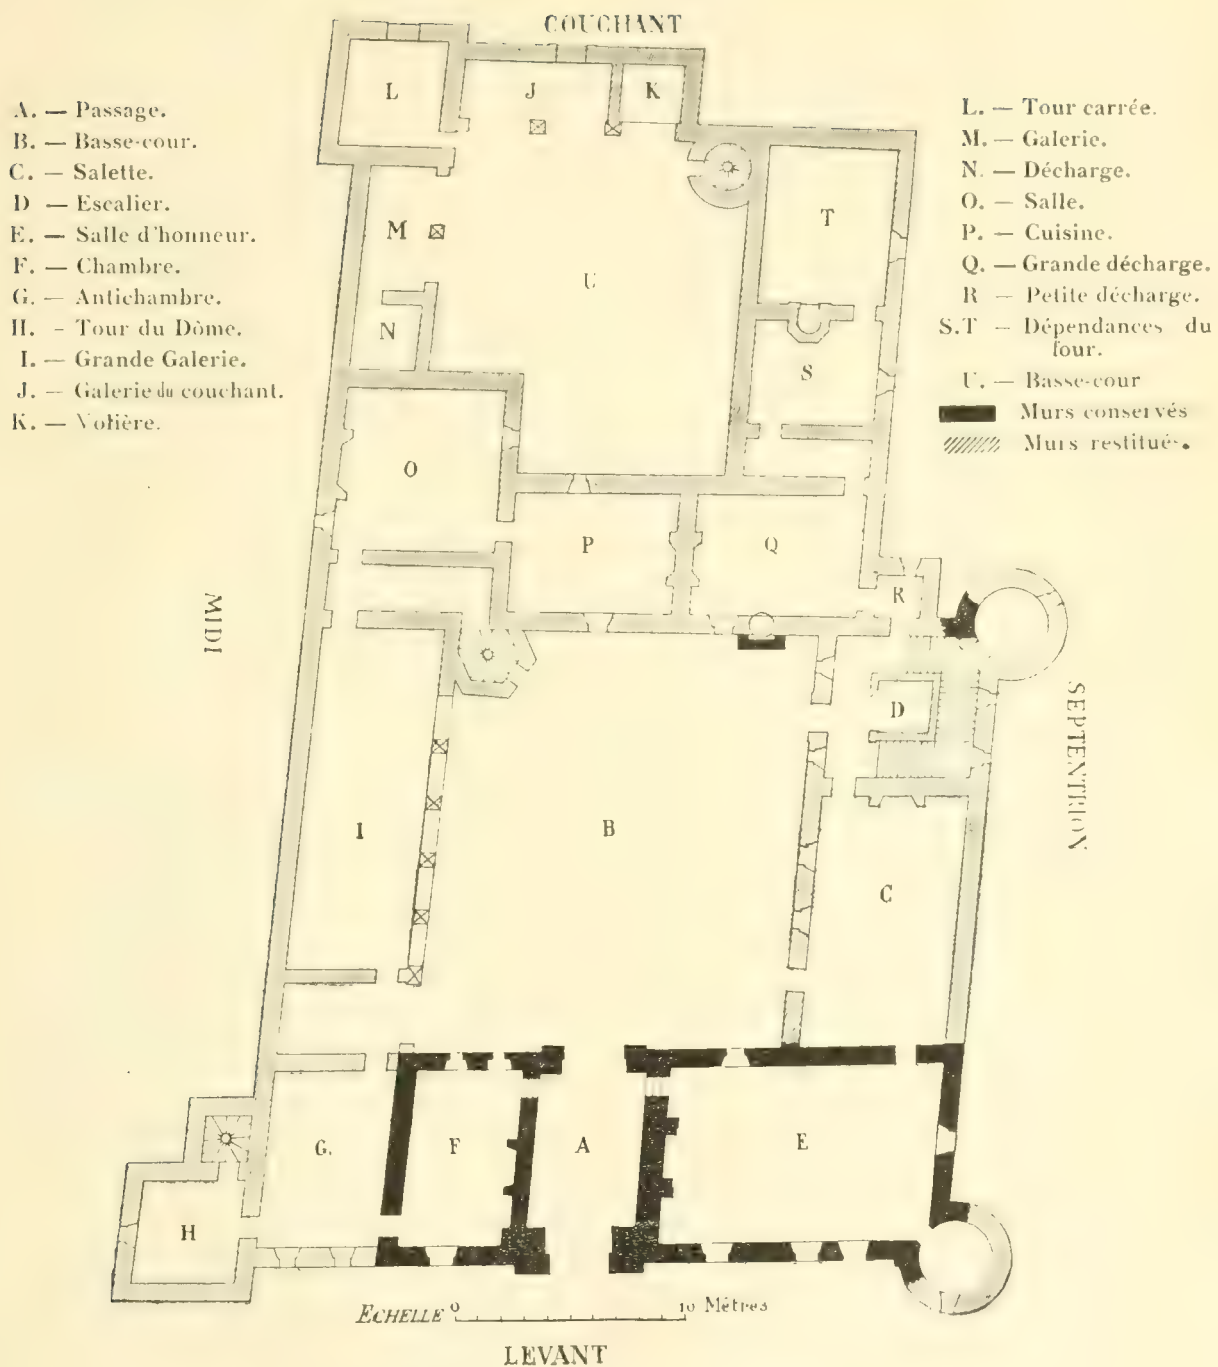 COUCHANT
A. — Passage.
B. — Basse-cour.
C. — Salette.
D — Escalier.
E. — Salle d'honneur.
F. — Chambre.
G. — Antichambre.
H. - Tour du Dôme.
I. — Grande Galerie.
J. — Galerie du couchant.
K. — Volière.
L. — Tour carrée.
M. — Galerie.
N. — Décharge.
O. — Salle.
P. — Cuisine.
Q. — Grande décharge.
R — Petite décharge.
S.T — Dépendances du
four.
U. — Basse-cour
Murs conservés
Murs restitués.
L
J
K
T
M
U
N
S
O
P
Q
R
MIDI
SEPTENTRION
D
I
B
C
G.
F
A
E
H
ECHELLE 0 10 Mètres
LEVANT